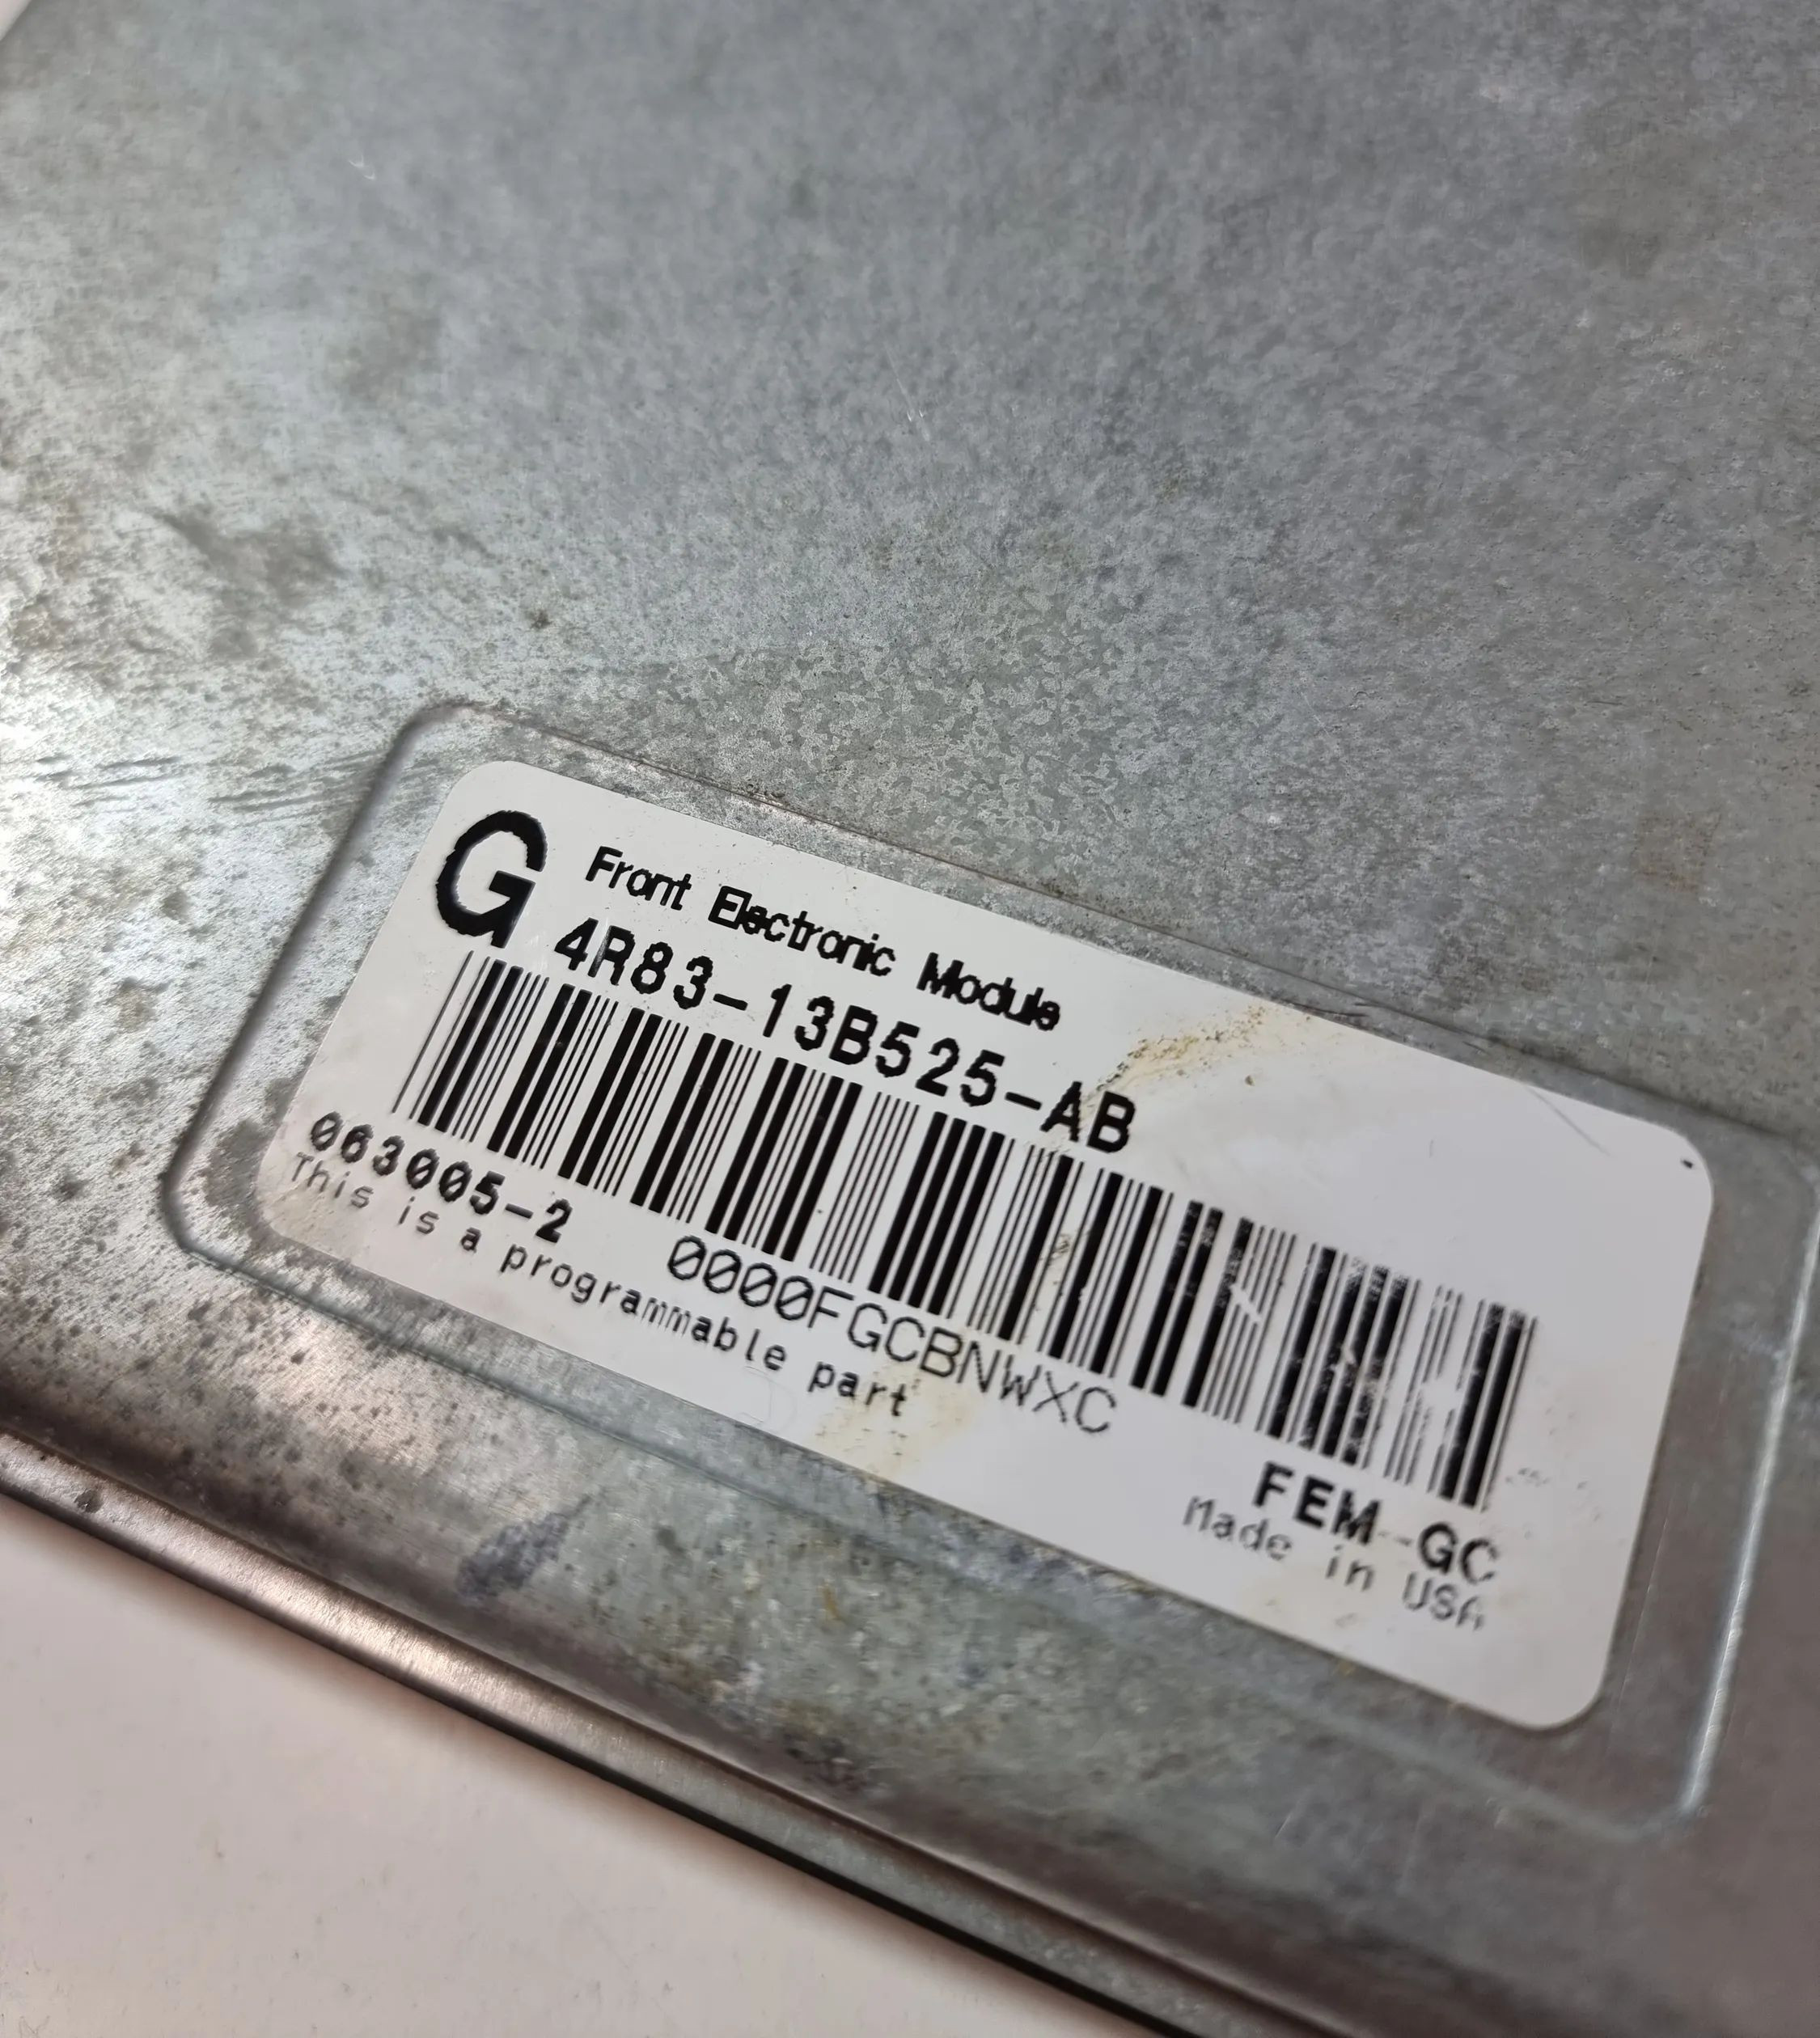 G Front Electronic Module
4R83-13B525-AB
063005-2 0000FGCBNWXC
This is a programmable part
FEM-GC
Made in USA